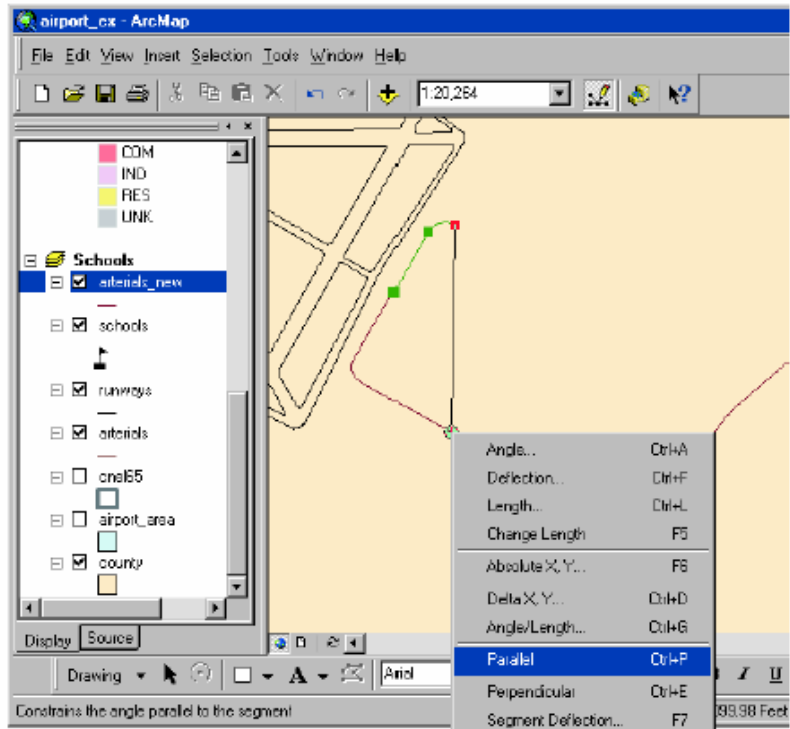 airport_ex - ArcMap
File Edit View Insert Selection Tools Window Help
1:20,264
COM
IND
RES
UNK
Schools
arterials_new
schools
runways
arterials
cnel65
airport_area
county
Display Source
Drawing A Arial I U
Constrains the angle parallel to the segment
Angle... Ctrl+A
Deflection... Ctrl+F
Length... Ctrl+L
Change Length F5
Absolute X, Y... F6
Delta X, Y... Ctrl+D
Angle/Length... Ctrl+G
Parallel Ctrl+P
Perpendicular Ctrl+E
Segment Deflection... F7
399.98 Feet